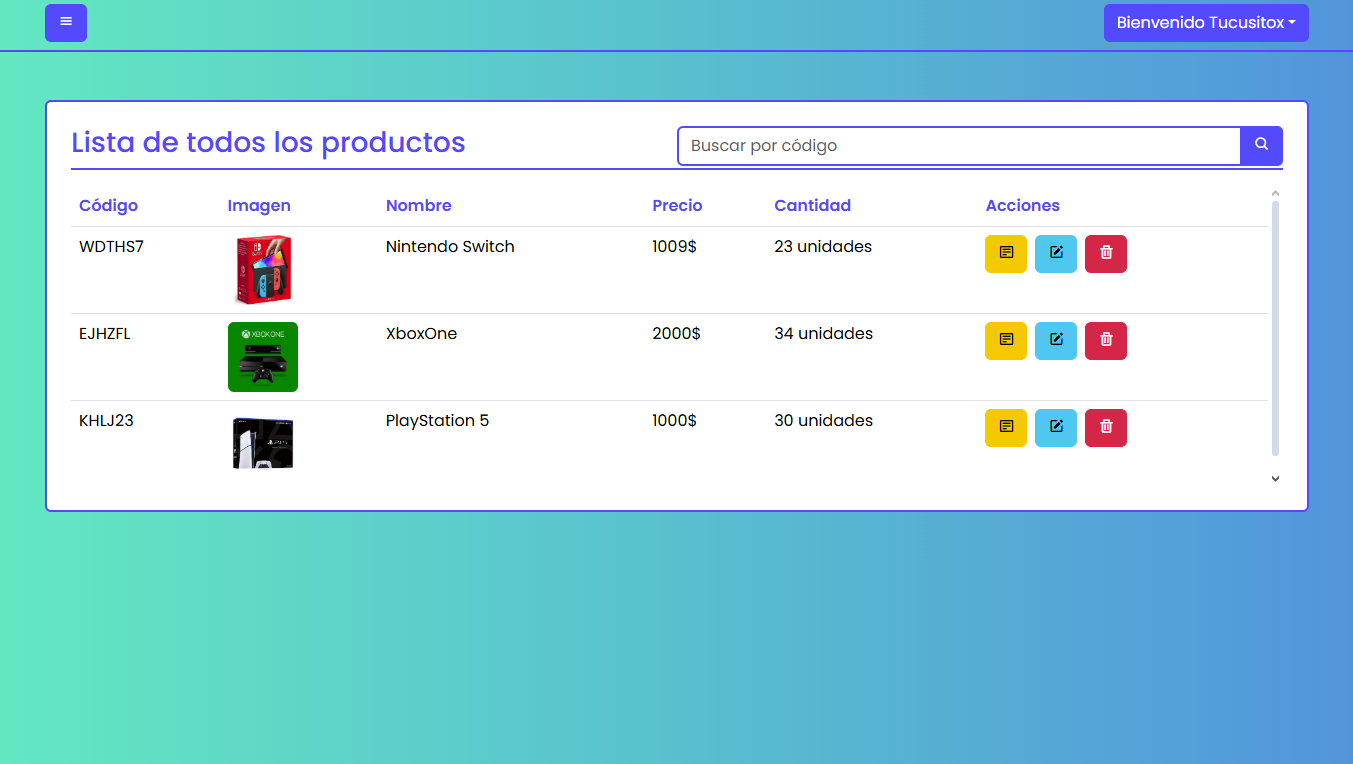 Bienvenido Tucusitox
Lista de todos los productos
Buscar por código
Código Imagen Nombre Precio Cantidad Acciones
WDTHS7 Nintendo Switch 1009$ 23 unidades
EJHZFL XBOX ONE XboxOne 2000$ 34 unidades
KHLJ23 PS5 PlayStation 5 1000$ 30 unidades